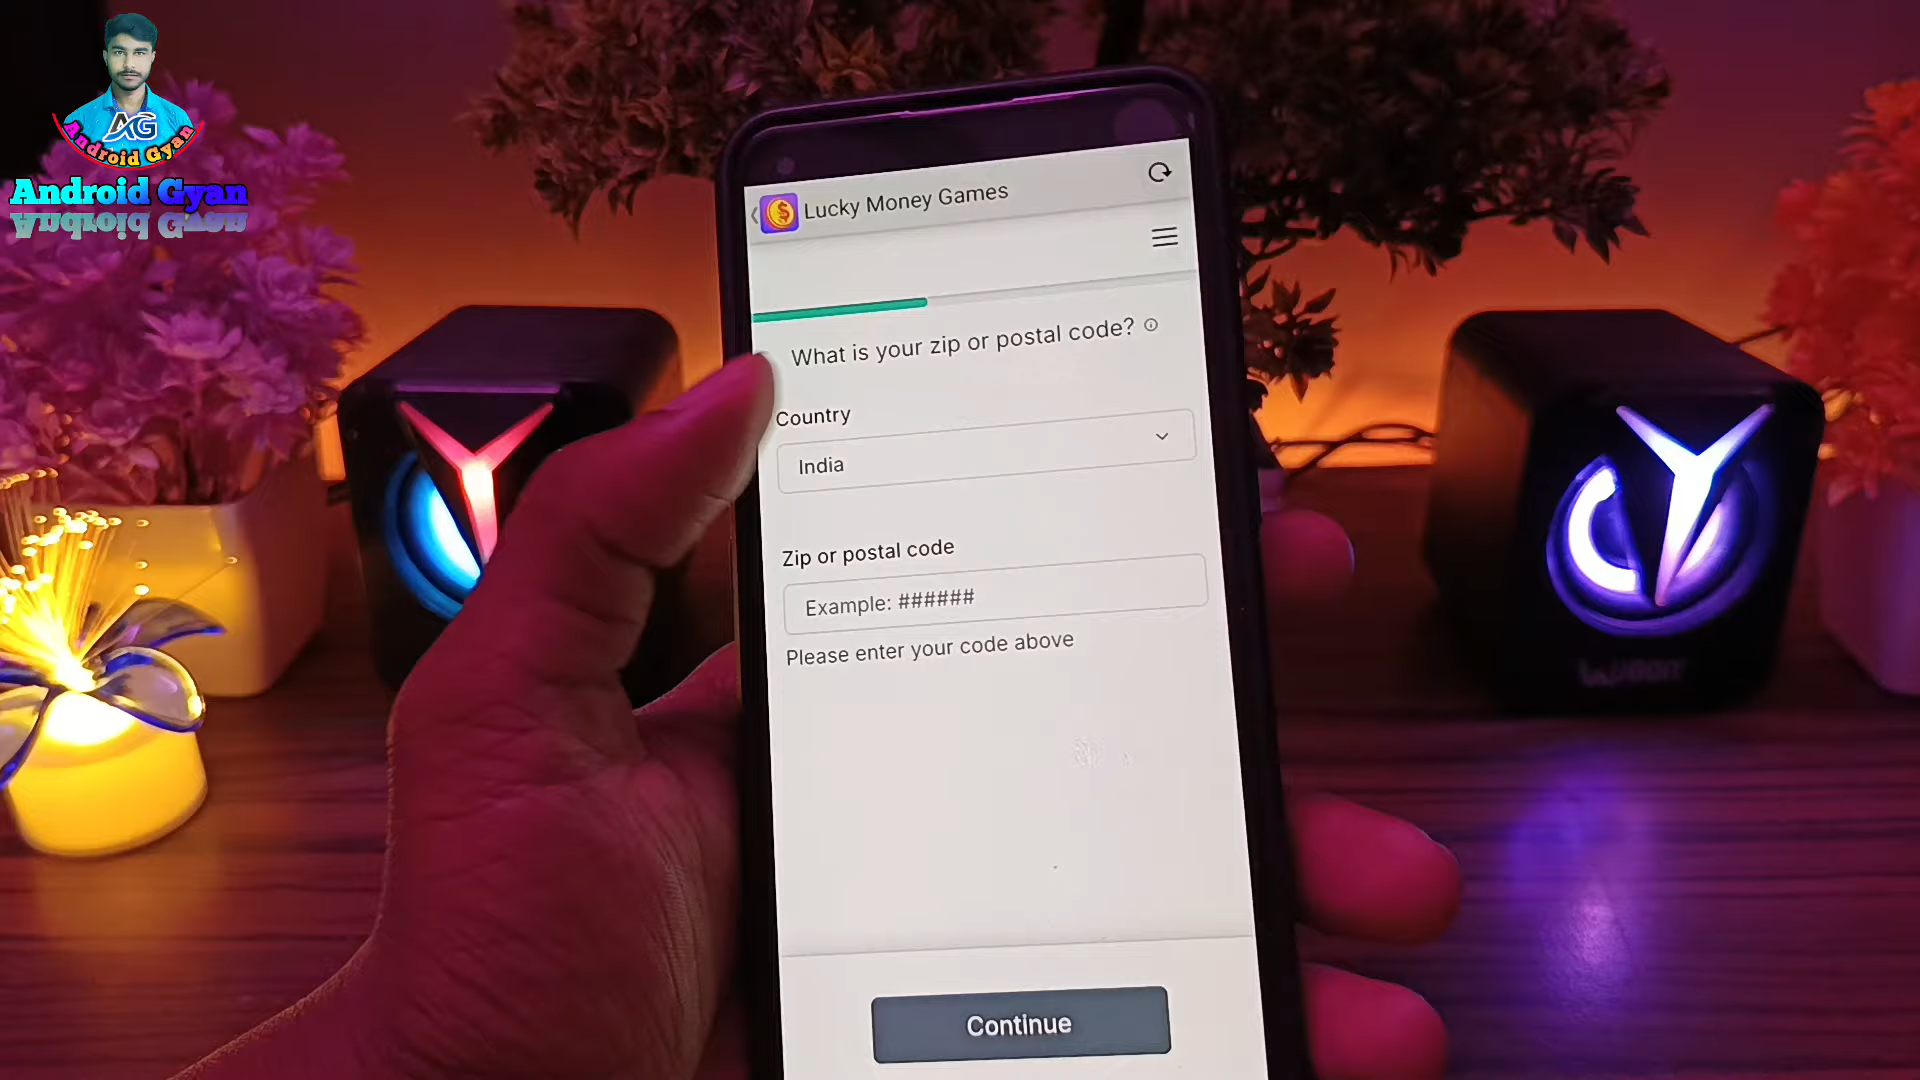 AG
Android Gyan
Android Gyan
Lucky Money Games
What is your zip or postal code?
Country
India
Zip or postal code
Example: ######
Please enter your code above
Continue